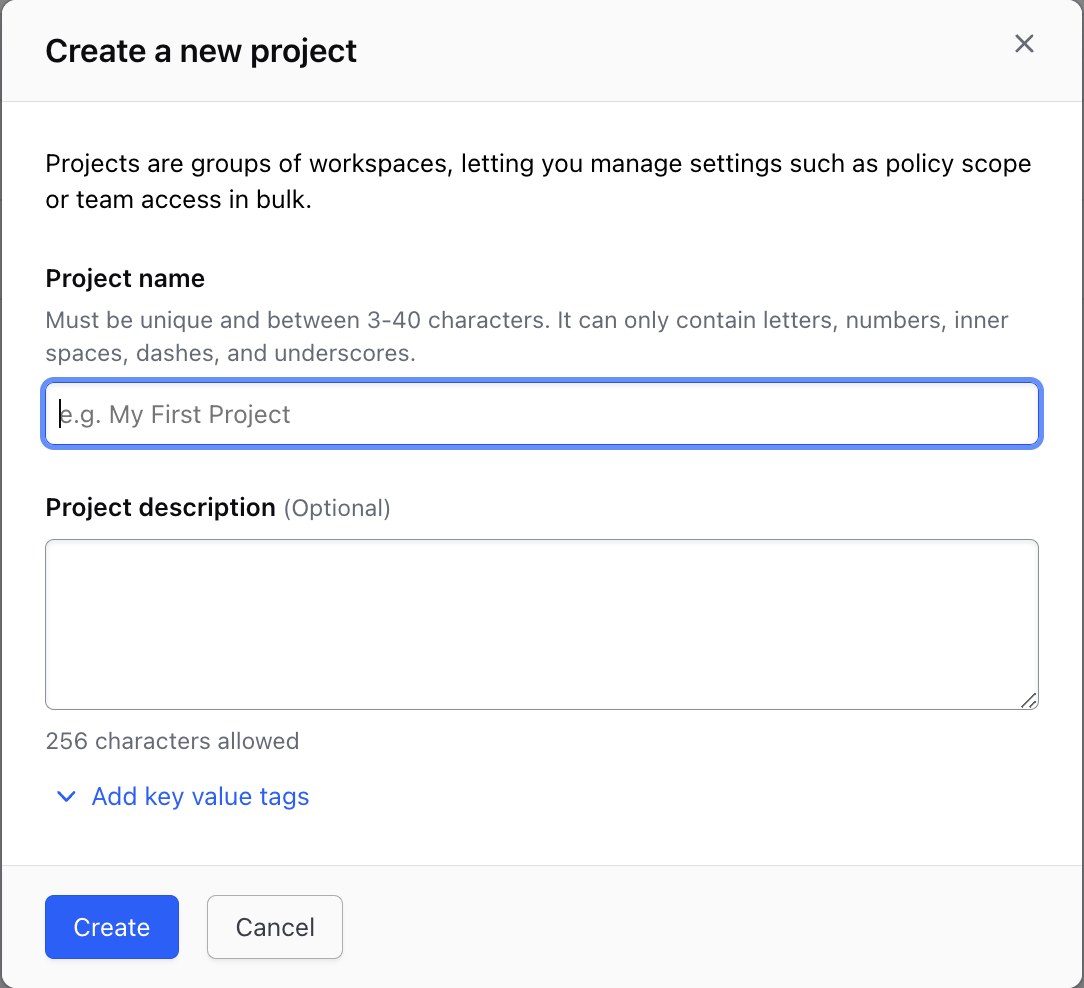 Create a new project
Projects are groups of workspaces, letting you manage settings such as policy scope
or team access in bulk.
Project name
Must be unique and between 3-40 characters. It can only contain letters, numbers, inner
spaces, dashes, and underscores.
e.g. My First Project
Project description (Optional)
256 characters allowed
Add key value tags
Create
Cancel